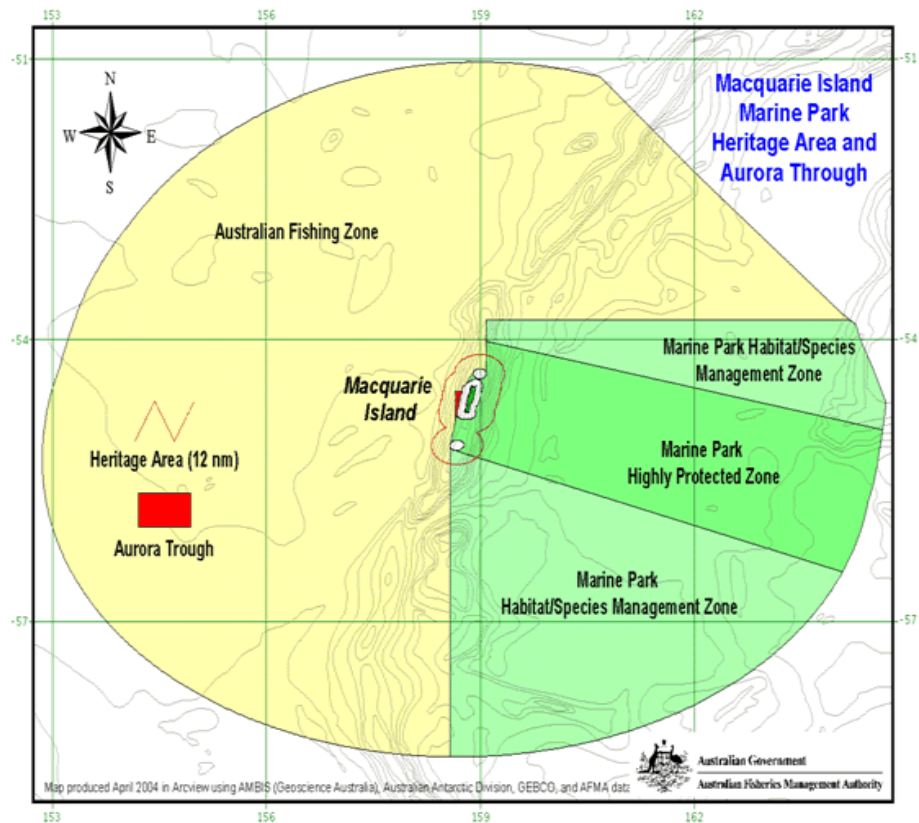 153
156
159
162
-51
-51
N
W
E
S
Macquarie Island
Marine Park
Heritage Area and
Aurora Through
Australian Fishing Zone
-54
-54
Marine Park Habitat/Species
Management Zone
Macquarie
Island
Marine Park
Highly Protected Zone
Heritage Area (12 nm)
Aurora Trough
Marine Park
Habitat/Species Management Zone
-57
-57
Australian Government
Australian Fisheries Management Authority
Map produced April 2004 in Arcview using AMBIS (Geoscience Australia), Australian Antarctic Division, GEBCO, and AFMA data
153
156
159
162